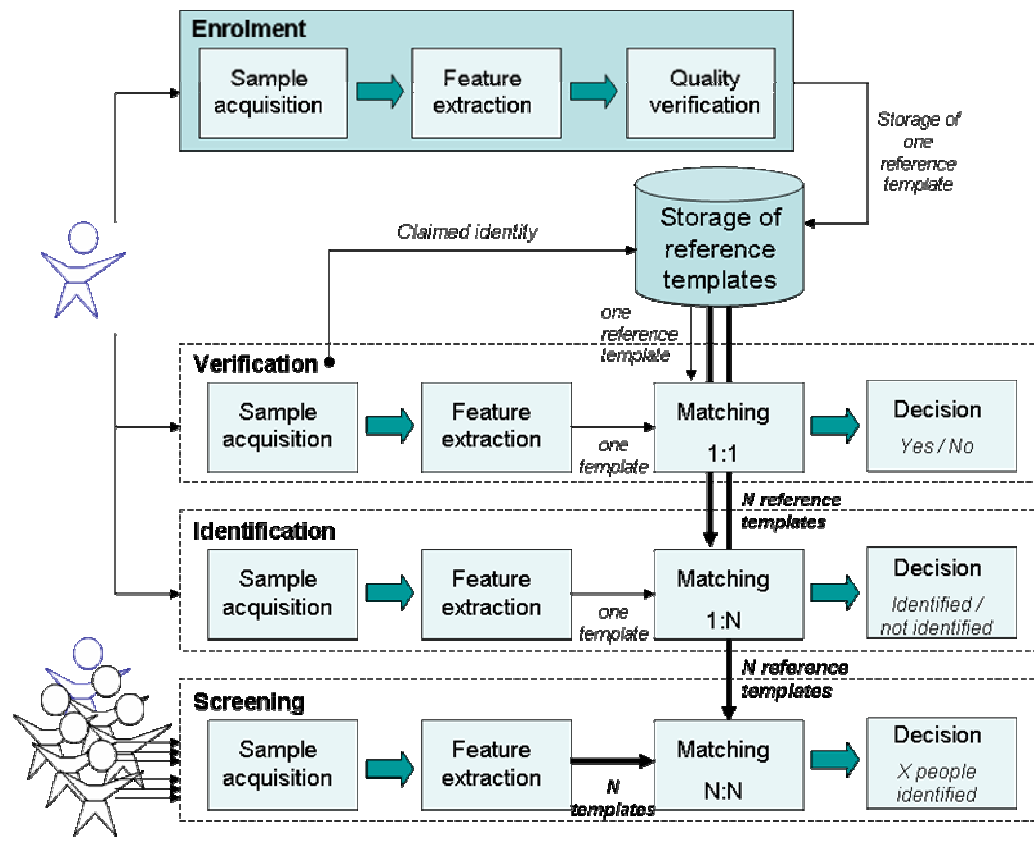 Enrolment
Sample
acquisition
Feature
extraction
Quality
verification
Storage of
one
reference
template
Claimed identity
Storage of
reference
templates
one
reference
template
Verification
Sample
acquisition
Feature
extraction
one
template
Matching
1:1
Decision
Yes / No
N reference
templates
Identification
Sample
acquisition
Feature
extraction
one
template
Matching
1:N
Decision
Identified /
not identified
N reference
templates
Screening
Sample
acquisition
Feature
extraction
N
templates
Matching
N:N
Decision
X people
identified